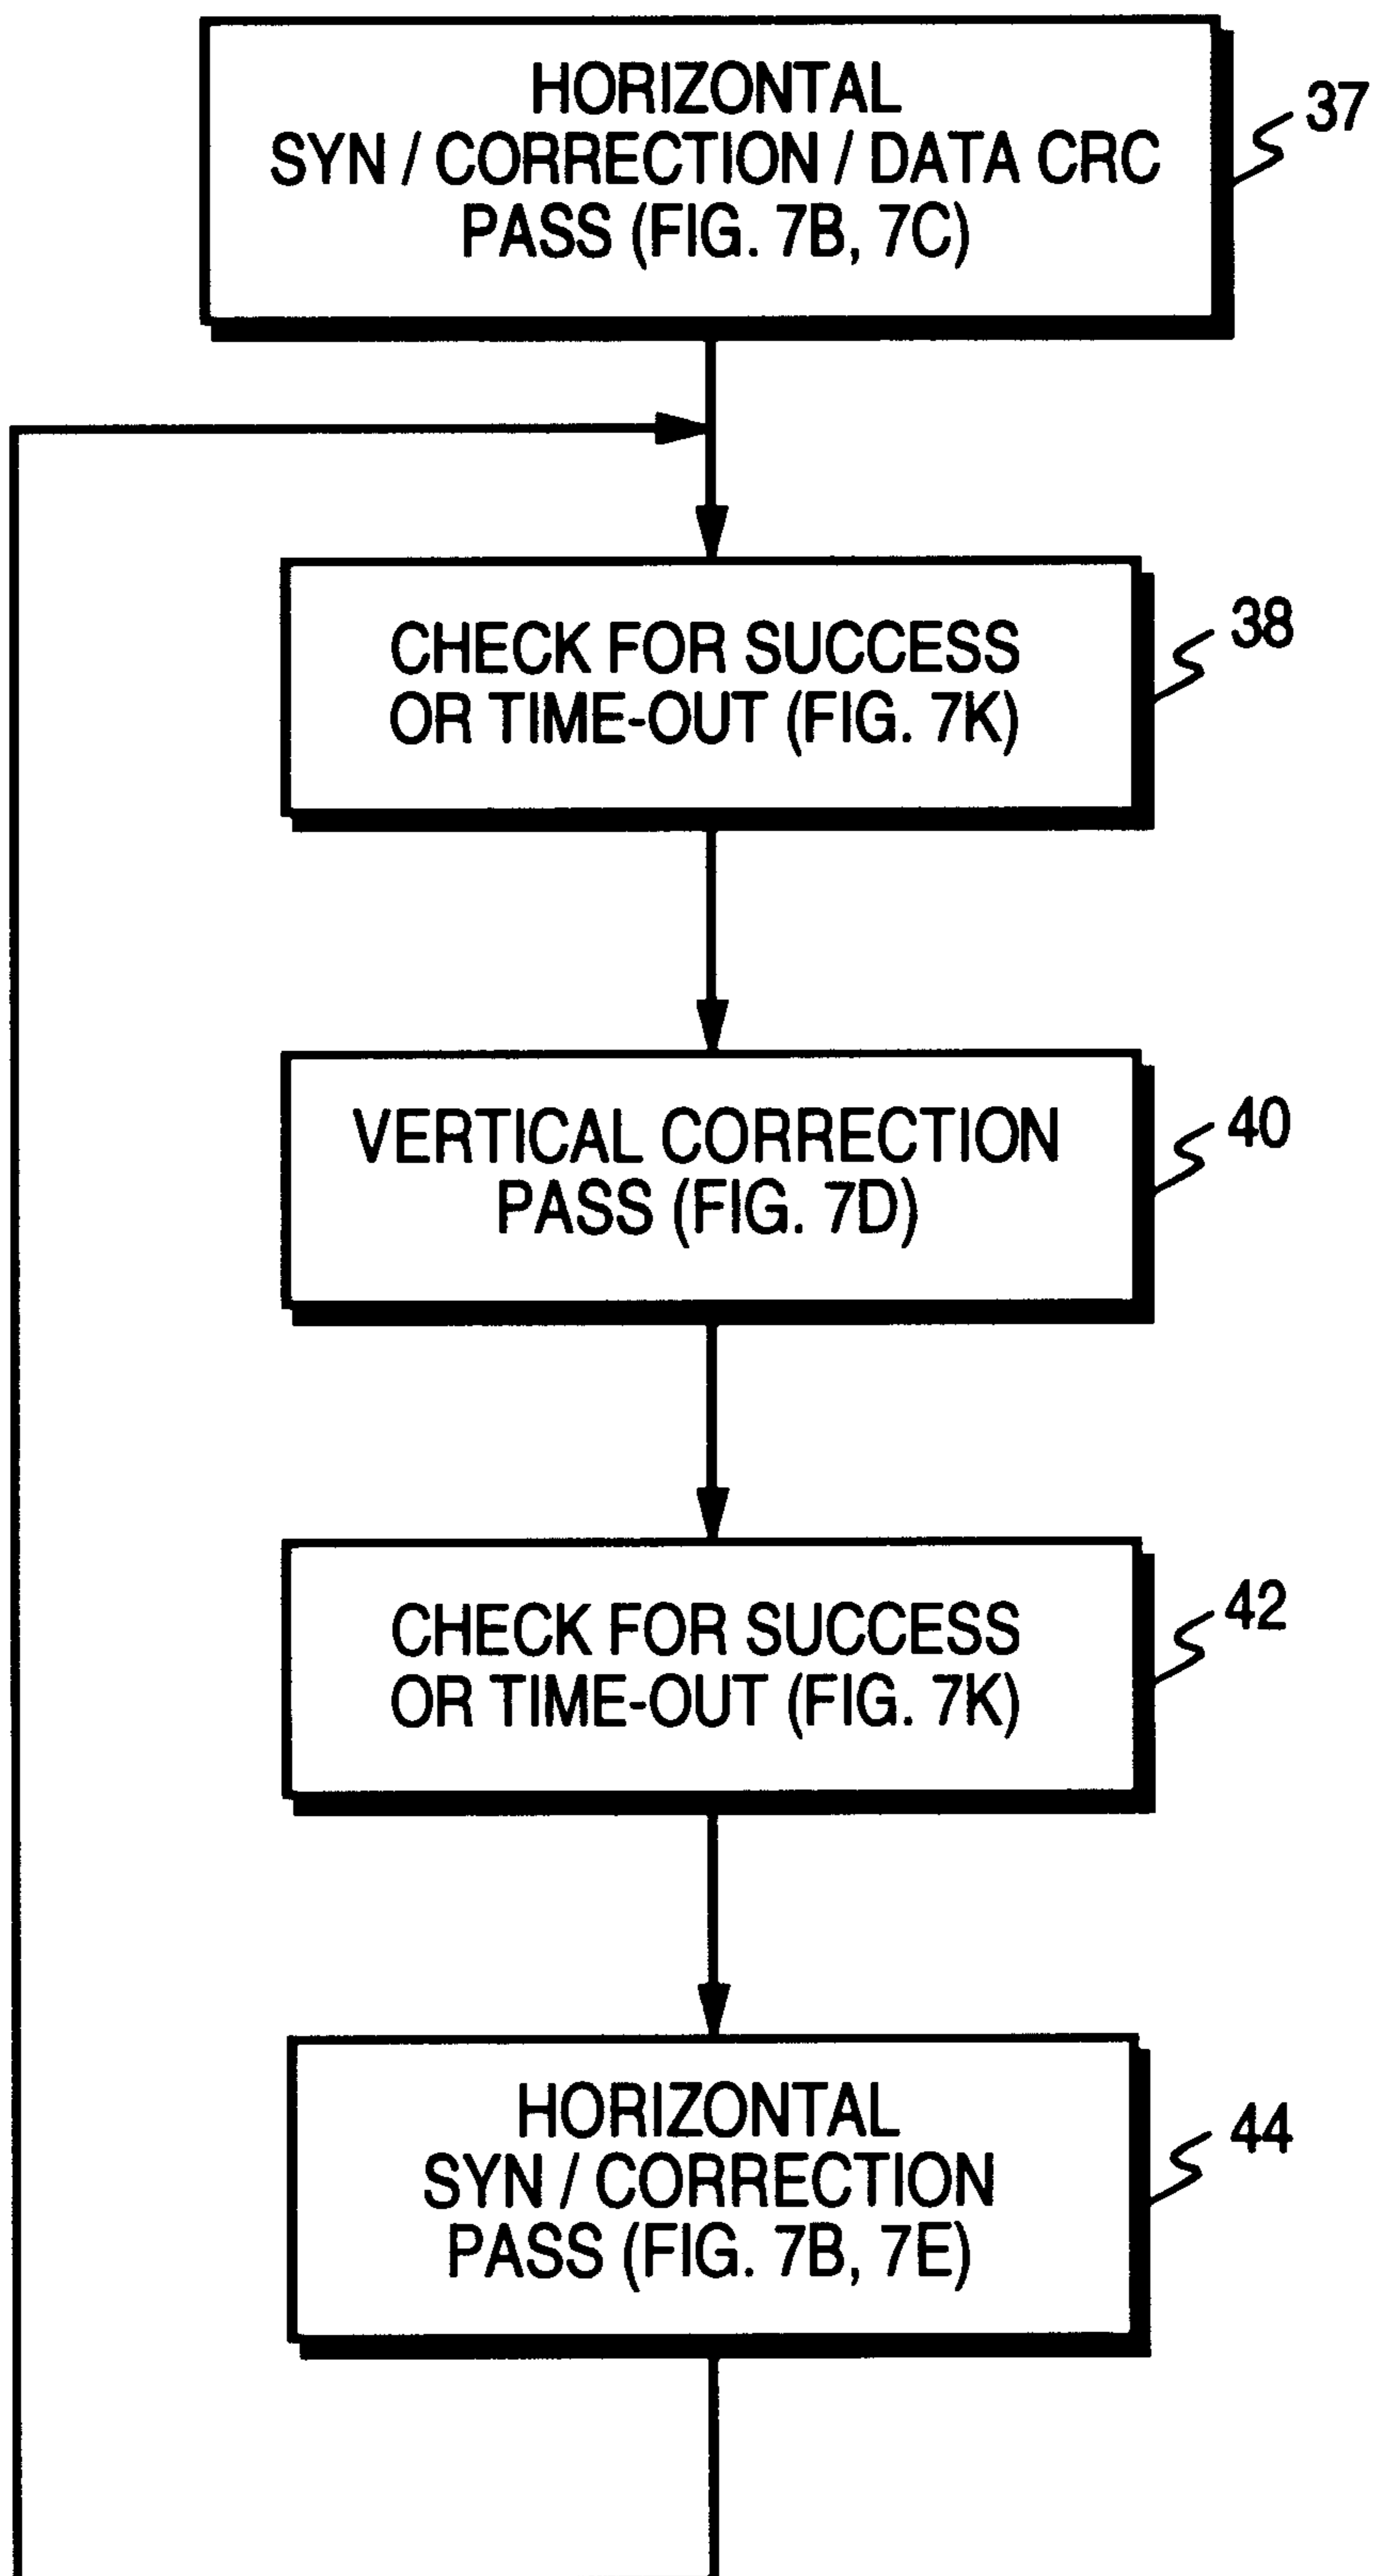 HORIZONTAL
SYN / CORRECTION / DATA CRC
PASS (FIG. 7B, 7C)
37
CHECK FOR SUCCESS
OR TIME-OUT (FIG. 7K)
38
VERTICAL CORRECTION
PASS (FIG. 7D)
40
CHECK FOR SUCCESS
OR TIME-OUT (FIG. 7K)
42
HORIZONTAL
SYN / CORRECTION
PASS (FIG. 7B, 7E)
44